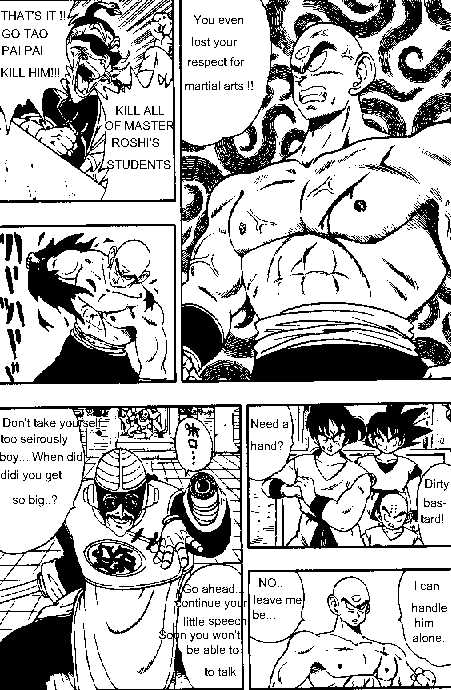 You even
lost your
respect for
martial arts !!
THAT'S IT !!
GO TAO
PAI PAI
KILL HIM!!!
KILL ALL
OF MASTER
ROSHI'S
STUDENTS
Need a
hand?
Dirty
bas-
tard!
NO..
leave me
be...
I can
handle
him
alone.
Don't take yourself
too seirously
boy... When did
didi you get
so big..?
Go ahead...
continue your
little speech
Soon you won't
be able to
to talk